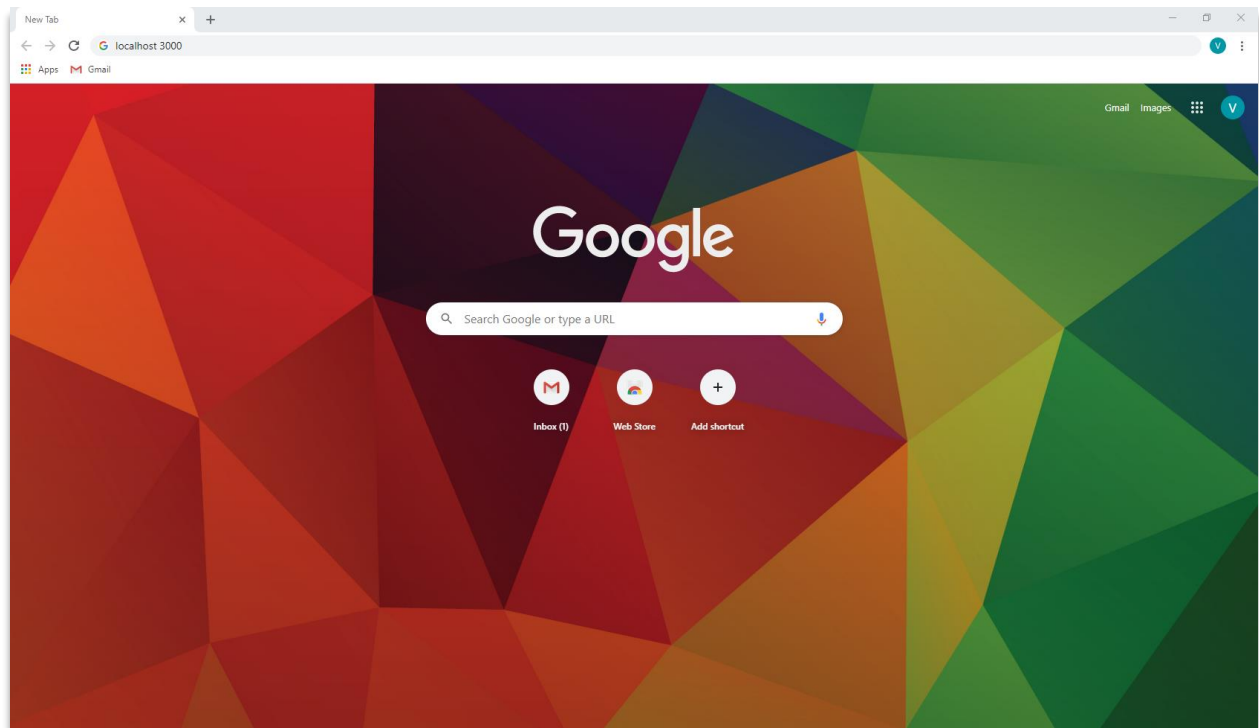 New Tab
localhost 3000
V
Apps Gmail
Gmail Images V
Google
Search Google or type a URL
Inbox (1) Web Store Add shortcut